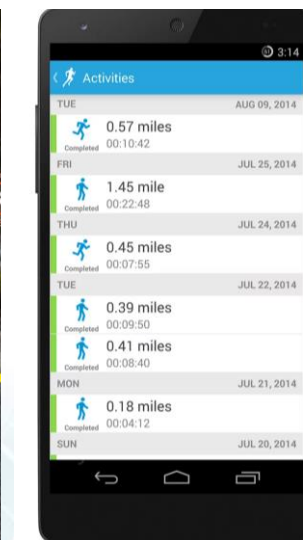 3:14
Activities
TUE AUG 09, 2014
0.57 miles
Completed 00:10:42
FRI JUL 25, 2014
1.45 mile
Completed 00:22:48
THU JUL 24, 2014
0.45 miles
Completed 00:07:55
TUE JUL 22, 2014
0.39 miles
Completed 00:09:50
0.41 miles
Completed 00:08:40
MON JUL 21, 2014
0.18 miles
Completed 00:04:12
SUN JUL 20, 2014